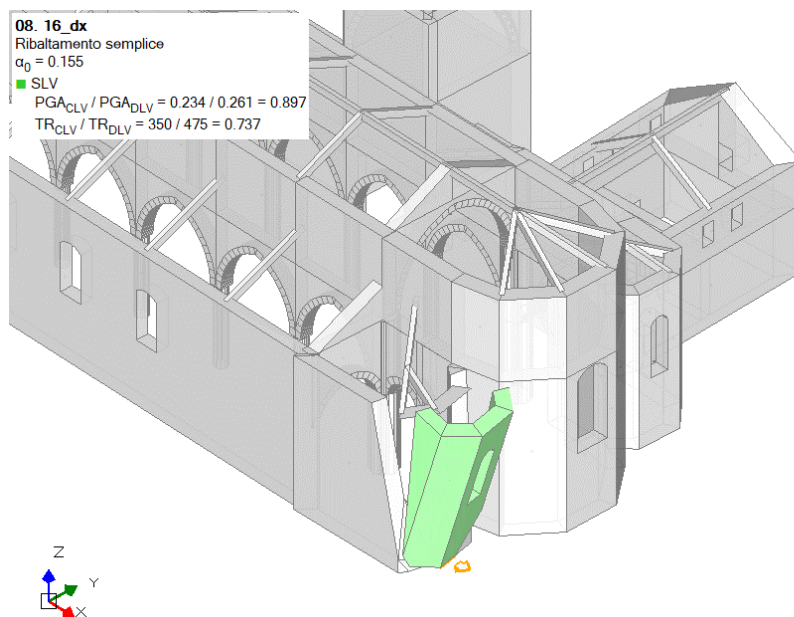 08. 16_dx
Ribaltamento semplice
α0 = 0.155
SLV
PGACLV / PGADLV = 0.234 / 0.261 = 0.897
TRCLV / TRDLV = 350 / 475 = 0.737
Z
Y
X